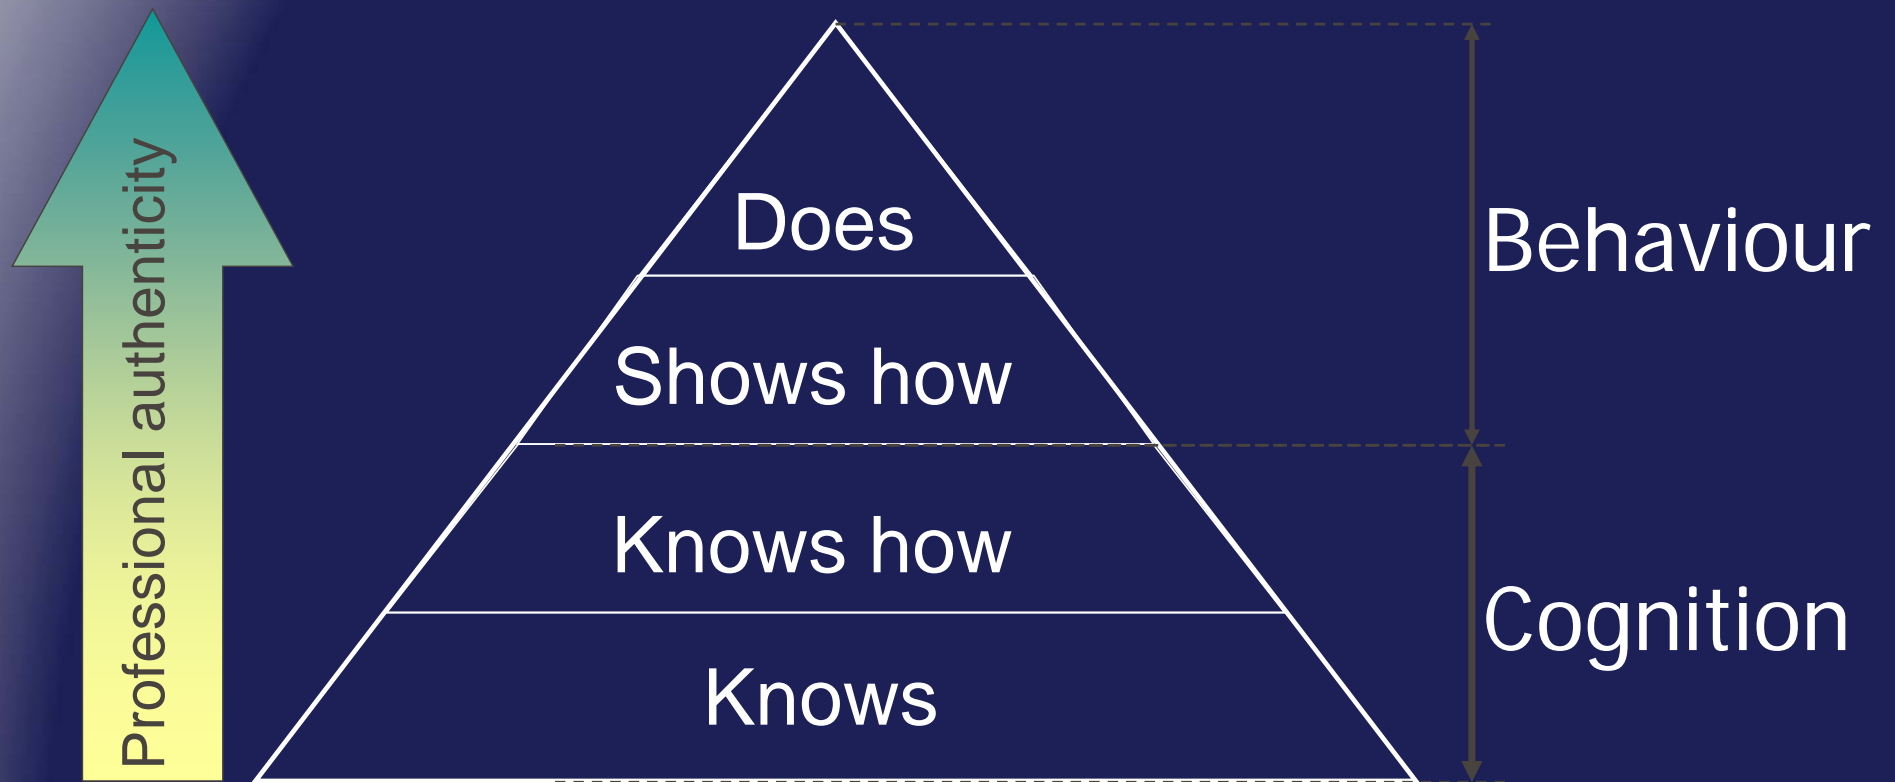 Professional authenticity
Does
Shows how
Knows how
Knows
Behaviour
Cognition